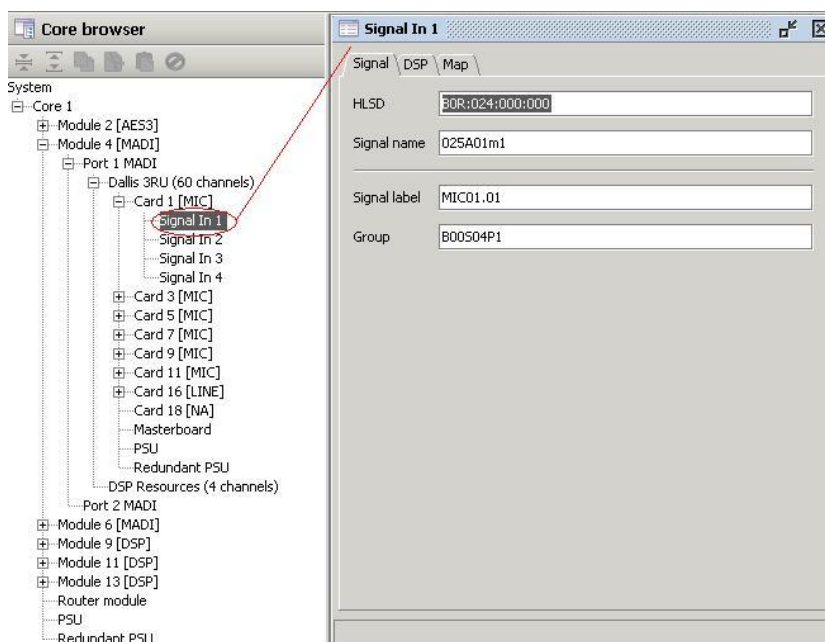 Core browser
System
Core 1
Module 2 [AES3]
Module 4 [MADI]
Port 1 MADI
Dallis 3RU (60 channels)
Card 1 [MIC]
Signal In 1
Signal In 2
Signal In 3
Signal In 4
Card 3 [MIC]
Card 5 [MIC]
Card 7 [MIC]
Card 9 [MIC]
Card 11 [MIC]
Card 16 [LINE]
Card 18 [NA]
Masterboard
PSU
Redundant PSU
DSP Resources (4 channels)
Port 2 MADI
Module 6 [MADI]
Module 9 [DSP]
Module 11 [DSP]
Module 13 [DSP]
Router module
PSU
Redundant PSU
Signal In 1
Signal DSP Map
HLSD B0R:024:000:000
Signal name 025A01m1
Signal label MIC01.01
Group B00S04P1